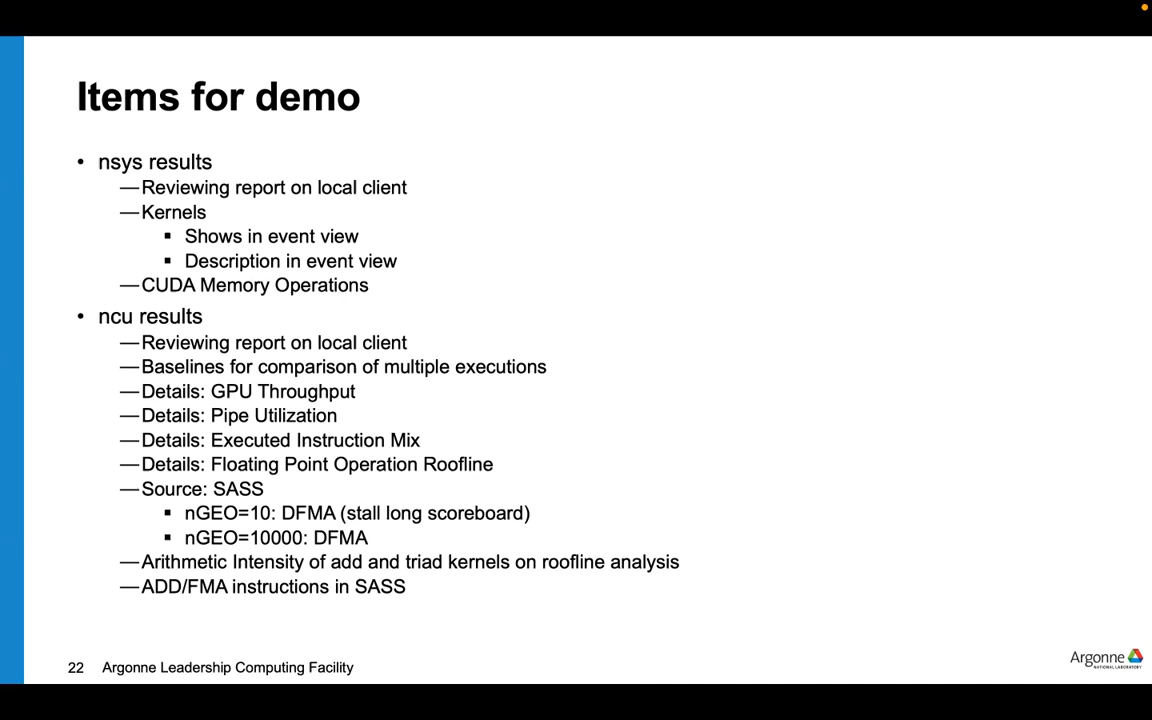 Items for demo
• nsys results
—Reviewing report on local client
—Kernels
▪ Shows in event view
▪ Description in event view
—CUDA Memory Operations
• ncu results
—Reviewing report on local client
—Baselines for comparison of multiple executions
—Details: GPU Throughput
—Details: Pipe Utilization
—Details: Executed Instruction Mix
—Details: Floating Point Operation Roofline
—Source: SASS
▪ nGEO=10: DFMA (stall long scoreboard)
▪ nGEO=10000: DFMA
—Arithmetic Intensity of add and triad kernels on roofline analysis
—ADD/FMA instructions in SASS
22 Argonne Leadership Computing Facility
Argonne
NATIONAL LABORATORY